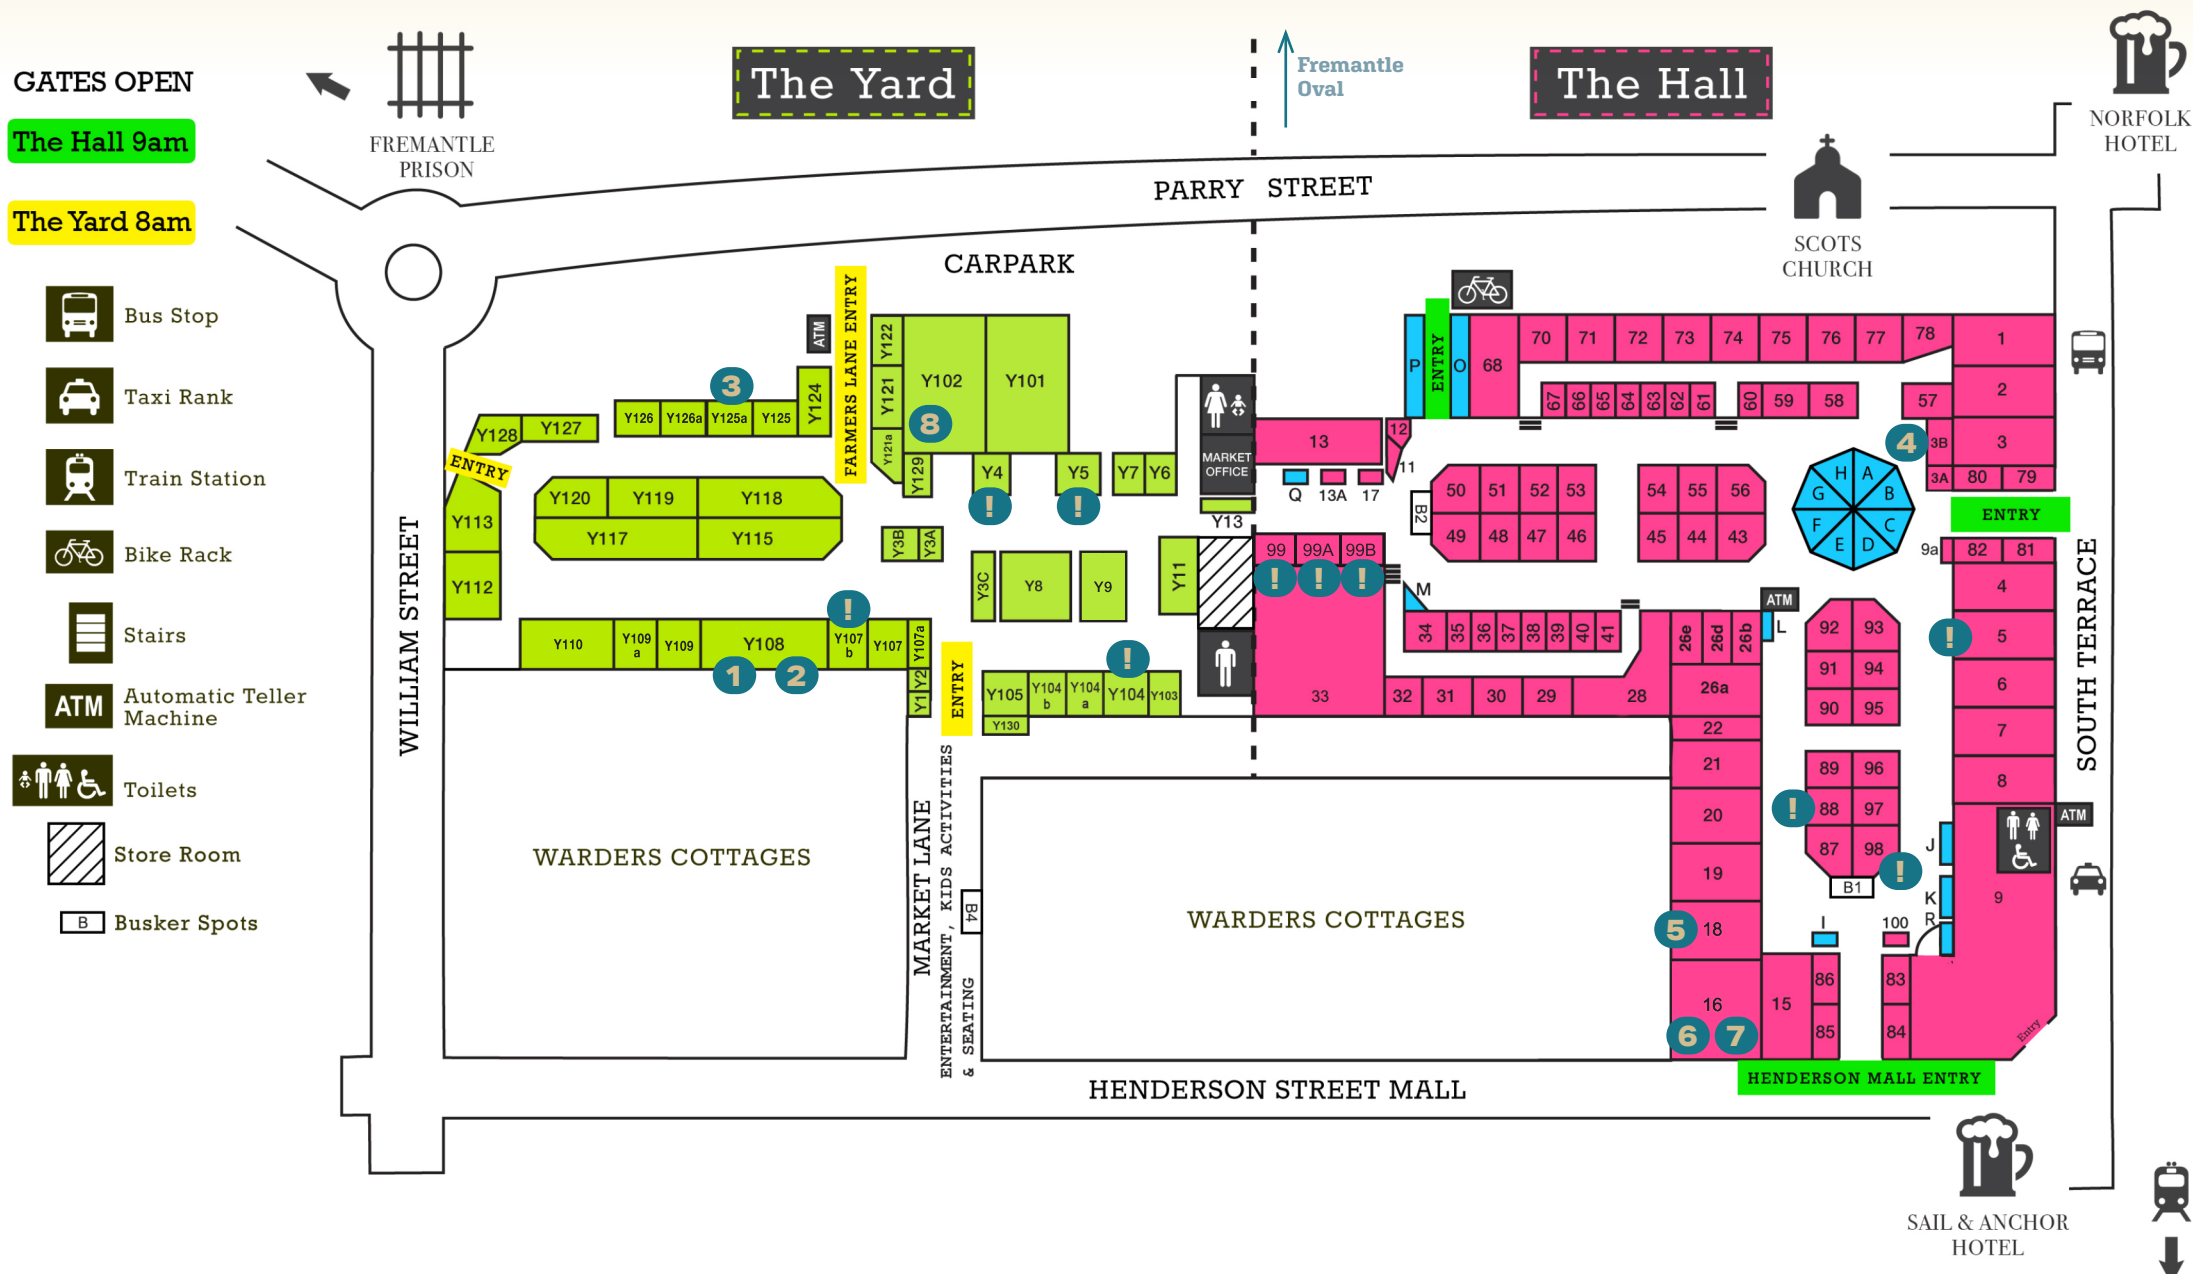 GATES OPEN
The Hall 9am
The Yard 8am
Bus Stop
Taxi Rank
Train Station
Bike Rack
Stairs
ATM
Automatic Teller
Machine
Toilets
Store Room
B
Busker Spots
FREMANTLE
PRISON
The Yard
Fremantle
Oval
The Hall
NORFOLK
HOTEL
PARRY STREET
SCOTS
CHURCH
CARPARK
WILLIAM STREET
FARMERS LANE ENTRY
ATM
3
Y126
Y126a
Y125a
Y125
Y124
Y128
Y127
ENTRY
Y113
Y112
Y120
Y119
Y118
Y117
Y115
Y122
Y121
Y121a
Y102
Y101
8
Y129
Y4
!
Y5
!
Y7
Y6
MARKET
OFFICE
Y13
Y3B
Y3A
Y3C
Y8
Y9
Y11
Y110
Y109
a
Y109
Y108
1
2
!
Y107
b
Y107
Y107a
Y2
Y1
ENTRY
!
Y105
Y104
b
Y104
a
Y104
Y103
Y130
WARDERS COTTAGES
MARKET LANE
ENTERTAINMENT, KIDS ACTIVITIES
& SEATING
B4
WARDERS COTTAGES
HENDERSON STREET MALL
P
ENTRY
O
68
70
71
72
73
74
75
76
77
78
1
2
3
67
66
65
64
63
62
61
60
59
58
57
4
3B
3A
80
79
ENTRY
13
12
11
Q
13A
17
B2
50
51
52
53
49
48
47
46
54
55
56
45
44
43
H
A
G
B
F
C
E
D
9a
82
81
99
99A
99B
!
!
!
M
34
35
36
37
38
39
40
41
33
32
31
30
29
28
26e
26d
26b
26a
ATM
L
22
21
20
19
5
18
16
6
7
15
86
85
92
93
91
94
90
95
89
96
!
88
97
87
98
!
B1
I
100
83
84
4
!
5
6
7
8
ATM
J
K
R
9
Entry
SOUTH TERRACE
HENDERSON MALL ENTRY
SAIL & ANCHOR
HOTEL